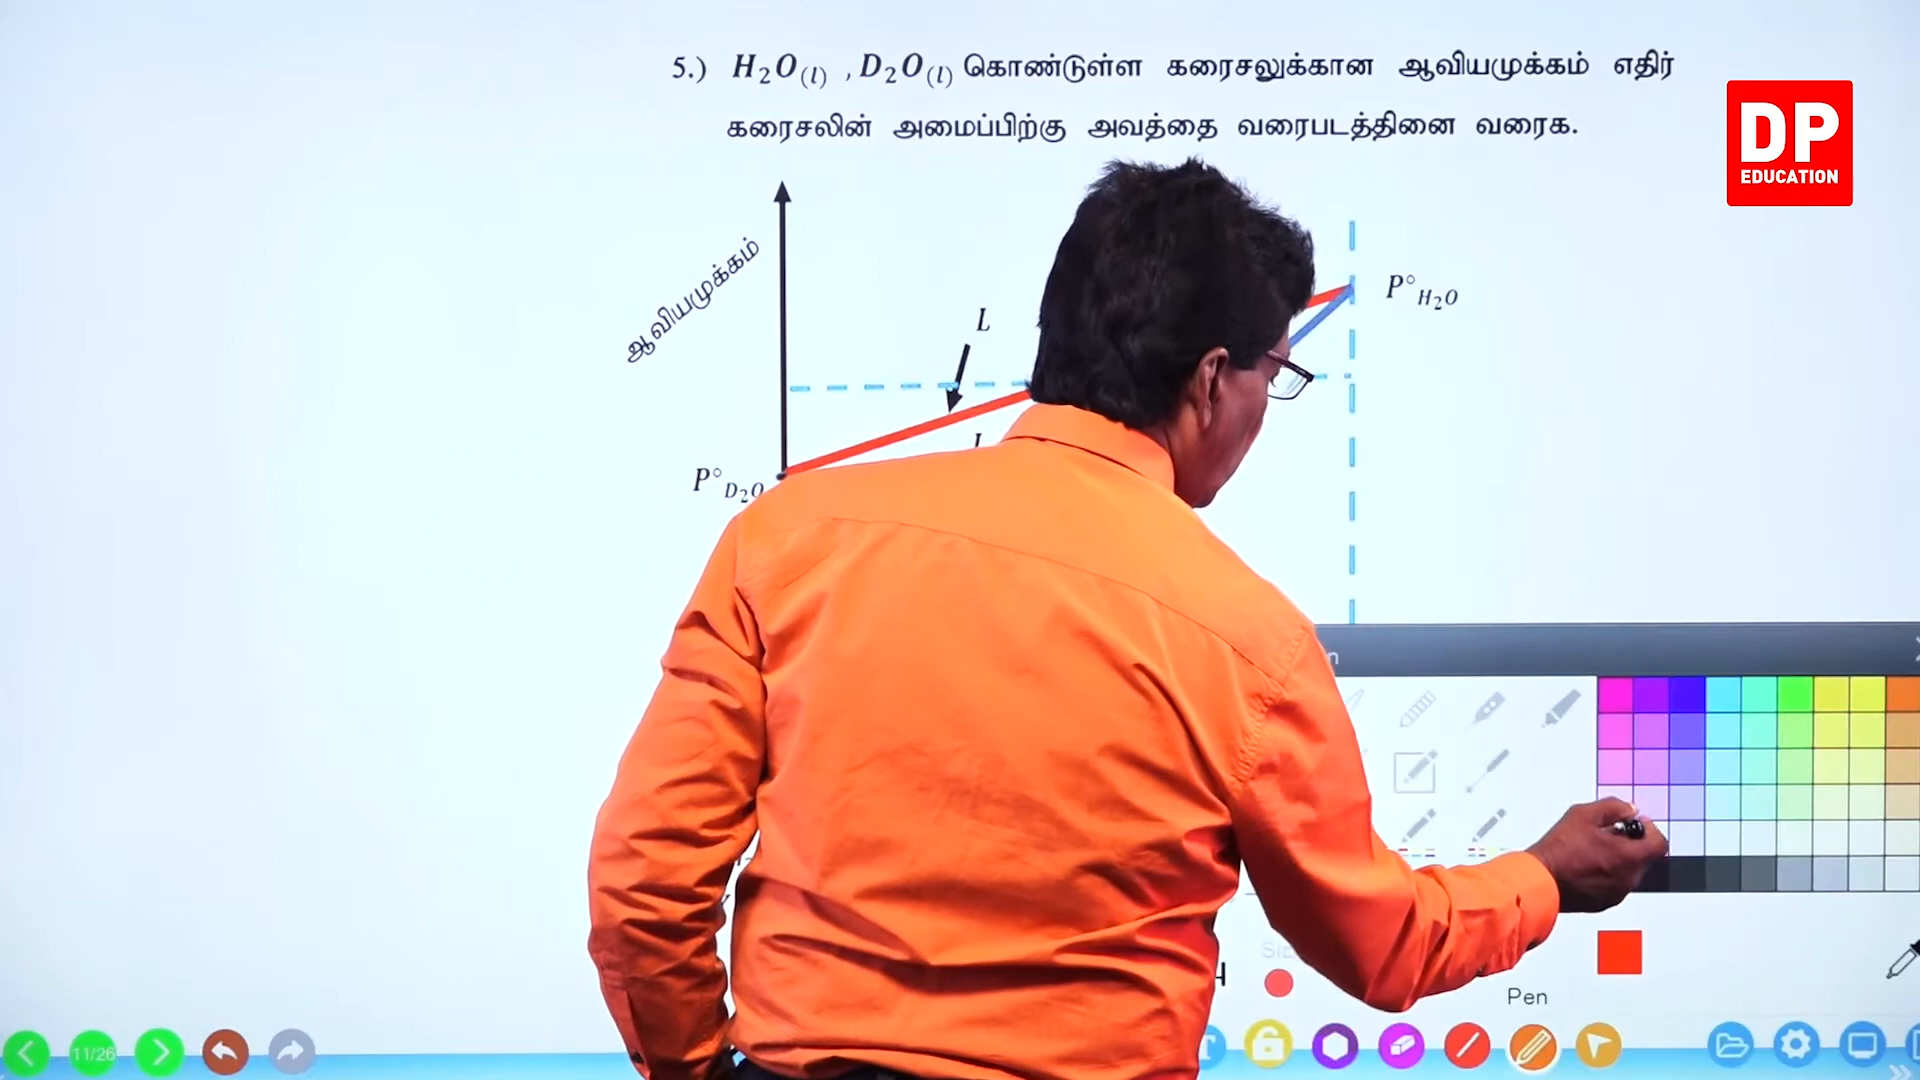 5.) H₂O₍l₎ , D₂O₍l₎ கொண்டுள்ள கரைசலுக்கான ஆவியமுக்கம் எதிர்
கரைசலின் அமைப்பிற்கு அவத்தை வரைபடத்தினை வரைக.
DP
EDUCATION
ஆவியமுக்கம்
P°H₂O
L
P°D₂O
Pen
11/26